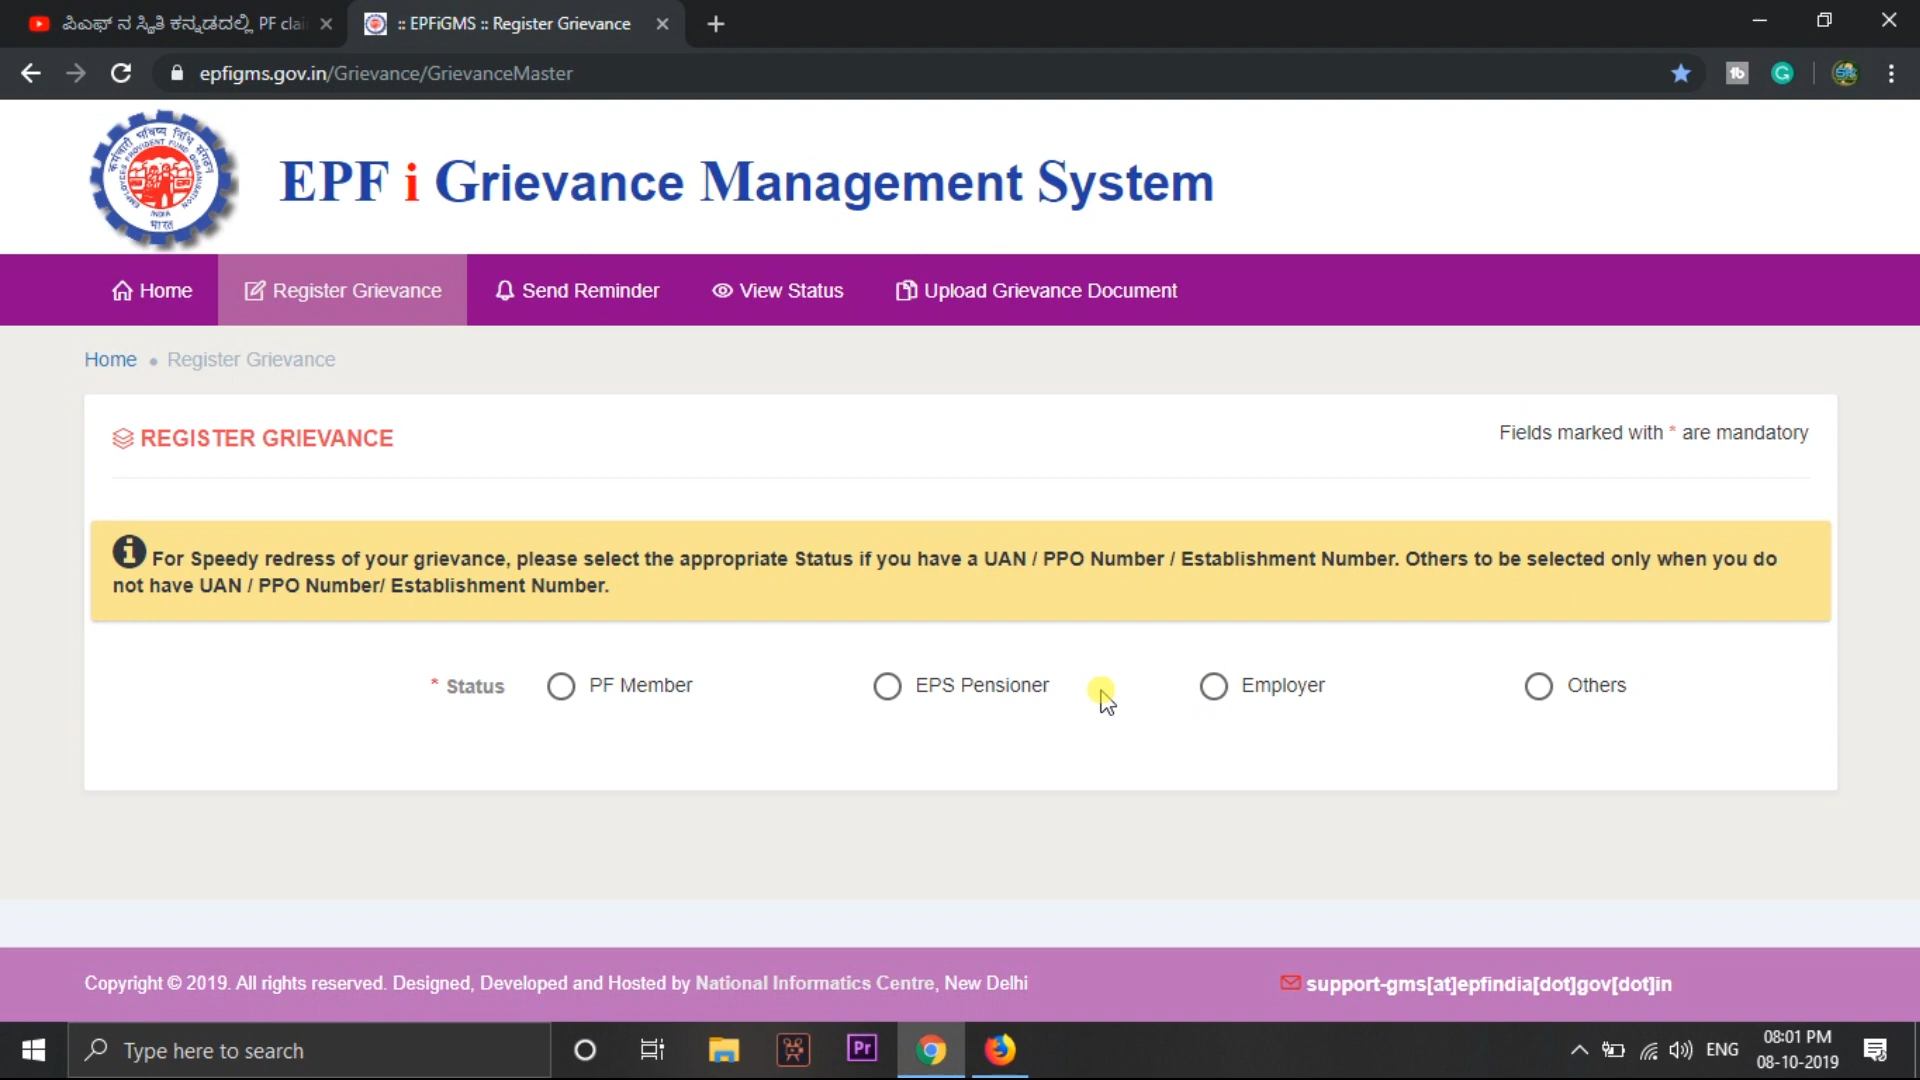 ಪಿಎಫ್ ನ ಸ್ಥಿತಿ ಕನ್ನಡದಲ್ಲಿ, PF clai
:: EPFiGMS :: Register Grievance
epfigms.gov.in/Grievance/GrievanceMaster
EPF i Grievance Management System
Home
Register Grievance
Send Reminder
View Status
Upload Grievance Document
Home • Register Grievance
REGISTER GRIEVANCE
Fields marked with * are mandatory
For Speedy redress of your grievance, please select the appropriate Status if you have a UAN / PPO Number / Establishment Number. Others to be selected only when you do
not have UAN / PPO Number/ Establishment Number.
* Status
PF Member
EPS Pensioner
Employer
Others
Copyright © 2019. All rights reserved. Designed, Developed and Hosted by National Informatics Centre, New Delhi
support-gms[at]epfindia[dot]gov[dot]in
Type here to search
Pr
ENG
08:01 PM
08-10-2019